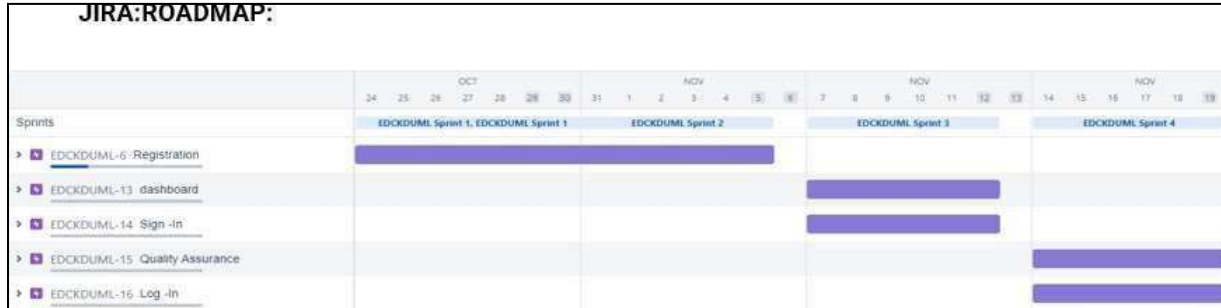 JIRA:ROADMAP:
OCT NOV NOV NOV
24 25 26 27 28 29 30 31 1 2 3 4 5 6 7 8 9 10 11 12 13 14 15 16 17 18 19
Sprints EDCKDUML Sprint 1, EDCKDUML Sprint 1 EDCKDUML Sprint 2 EDCKDUML Sprint 3 EDCKDUML Sprint 4
EDCKDUML-6 Registration
EDCKDUML-13 dashboard
EDCKDUML-14 Sign -In
EDCKDUML-15 Quality Assurance
EDCKDUML-16 Log -In